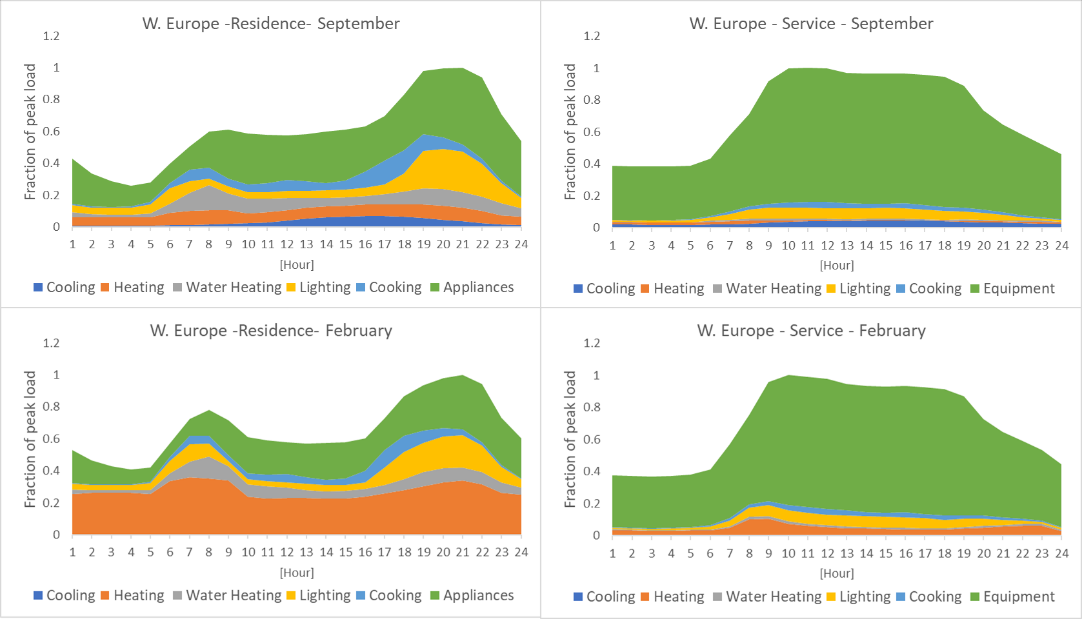 W. Europe -Residence- September
Fraction of peak load
1.2
1
0.8
0.6
0.4
0.2
0
1 2 3 4 5 6 7 8 9 10 11 12 13 14 15 16 17 18 19 20 21 22 23 24
[Hour]
Cooling Heating Water Heating Lighting Cooking Appliances
W. Europe - Service - September
Fraction of peak load
1.2
1
0.8
0.6
0.4
0.2
0
1 2 3 4 5 6 7 8 9 10 11 12 13 14 15 16 17 18 19 20 21 22 23 24
[Hour]
Cooling Heating Water Heating Lighting Cooking Equipment
W. Europe -Residence- February
Fraction of peak load
1.2
1
0.8
0.6
0.4
0.2
0
1 2 3 4 5 6 7 8 9 10 11 12 13 14 15 16 17 18 19 20 21 22 23 24
[Hour]
Cooling Heating Water Heating Lighting Cooking Appliances
W. Europe - Service - February
Fraction of peak load
1.2
1
0.8
0.6
0.4
0.2
0
1 2 3 4 5 6 7 8 9 10 11 12 13 14 15 16 17 18 19 20 21 22 23 24
[Hour]
Cooling Heating Water Heating Lighting Cooking Equipment